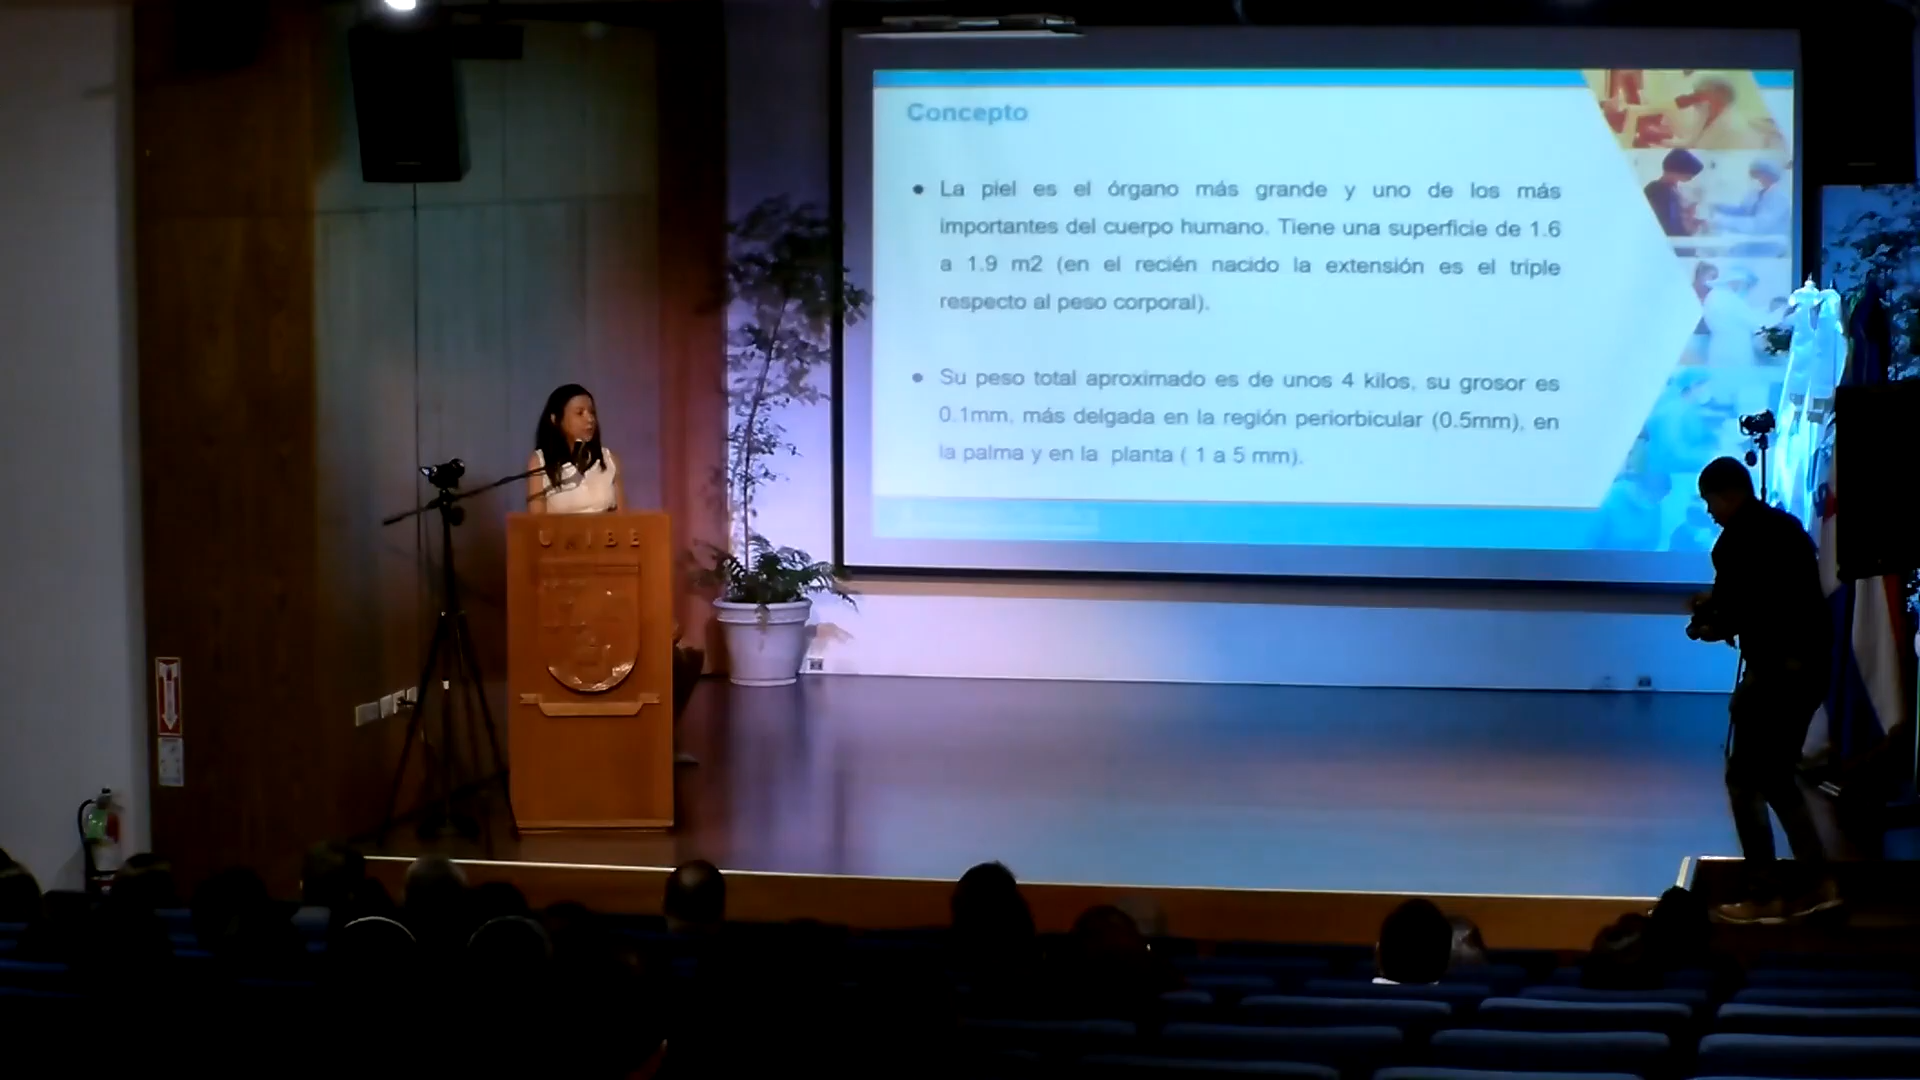 Concepto
● La piel es el órgano más grande y uno de los más
importantes del cuerpo humano. Tiene una superficie de 1.6
a 1.9 m2 (en el recién nacido la extensión es el triple
respecto al peso corporal).
● Su peso total aproximado es de unos 4 kilos, su grosor es
0.1mm, más delgada en la región periorbicular (0.5mm), en
la palma y en la planta ( 1 a 5 mm).
UNIBE